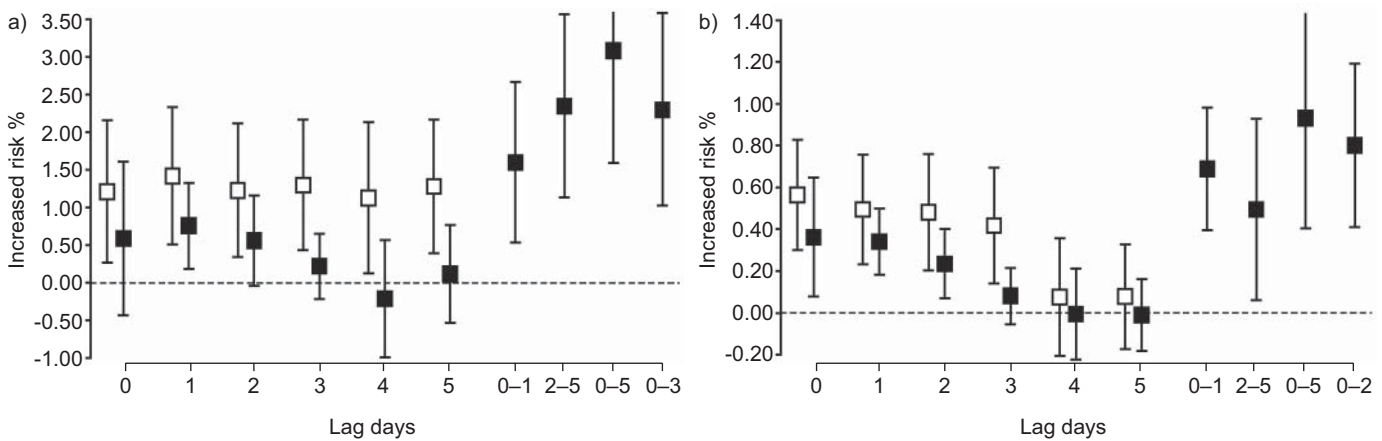 a)
Increased risk %
3.50
3.00
2.50
2.00
1.50
1.00
0.50
0.00
-0.50
-1.00
0 1 2 3 4 5 0–1 2–5 0–5 0–3
Lag days
b)
Increased risk %
1.40
1.20
1.00
0.80
0.60
0.40
0.20
0.00
-0.20
0 1 2 3 4 5 0–1 2–5 0–5 0–2
Lag days